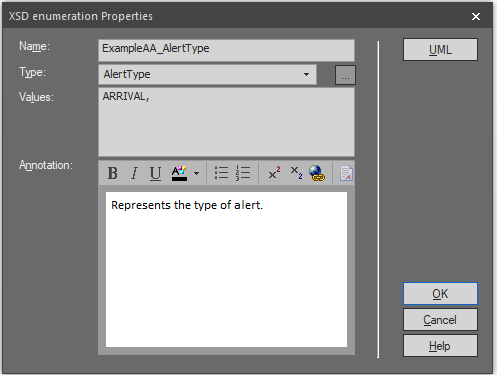 XSD enumeration Properties
Name:
ExampleAA_AlertType
UML
Type:
AlertType
...
Values:
ARRIVAL,
Annotation:
B I U A x² x₂
Represents the type of alert.
OK
Cancel
Help